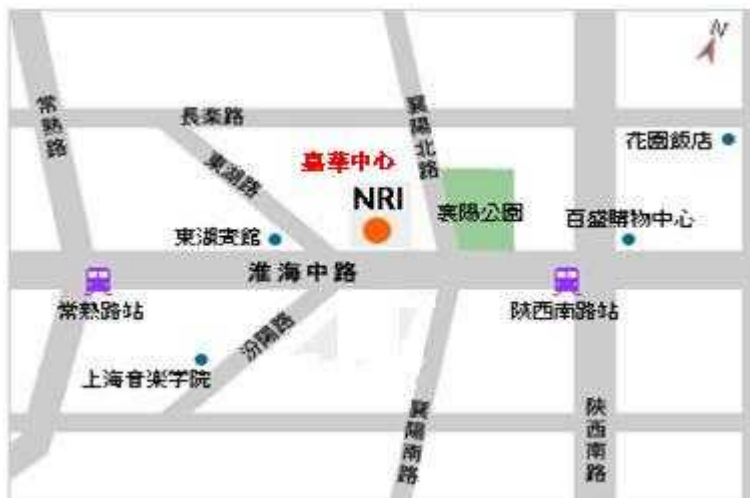 N
常熟路
長楽路
襄陽北路
花園飯店
東湖路
嘉華中心
NRI
襄陽公園
百盛購物中心
東湖賓館
淮海中路
常熟路站
陝西南路站
汾陽路
上海音楽学院
襄陽南路
陝西南路